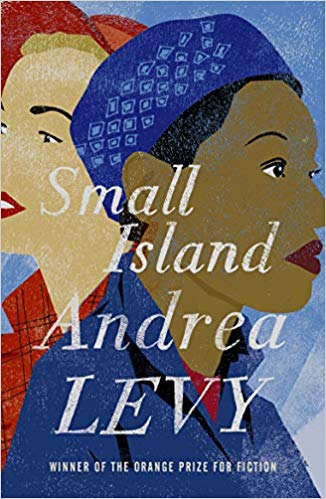 Small
Island
Andrea
LEVY
WINNER OF THE ORANGE PRIZE FOR FICTION